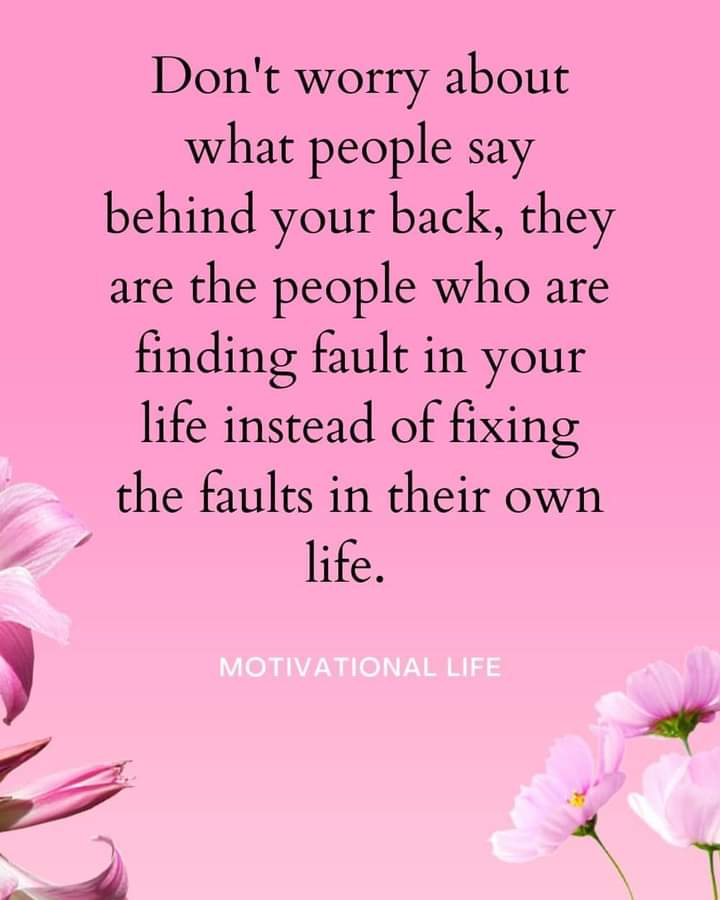 Don't worry about
what people say
behind your back, they
are the people who are
finding fault in your
life instead of fixing
the faults in their own
life.
MOTIVATIONAL LIFE